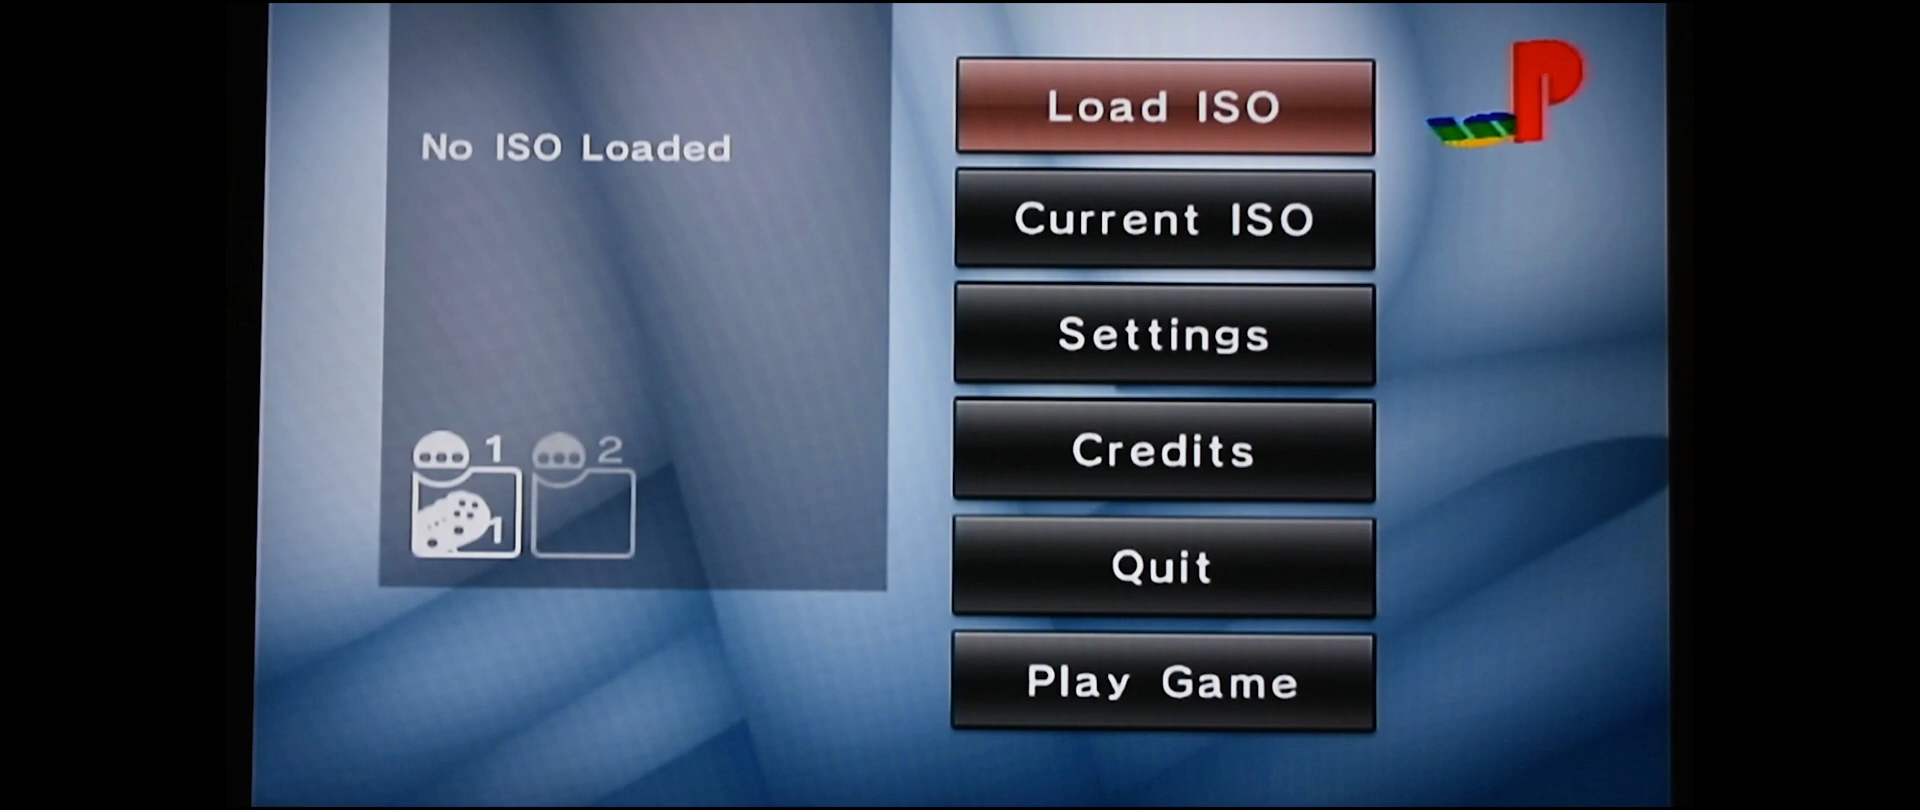 No ISO Loaded
1 2
1
Load ISO
Current ISO
Settings
Credits
Quit
Play Game